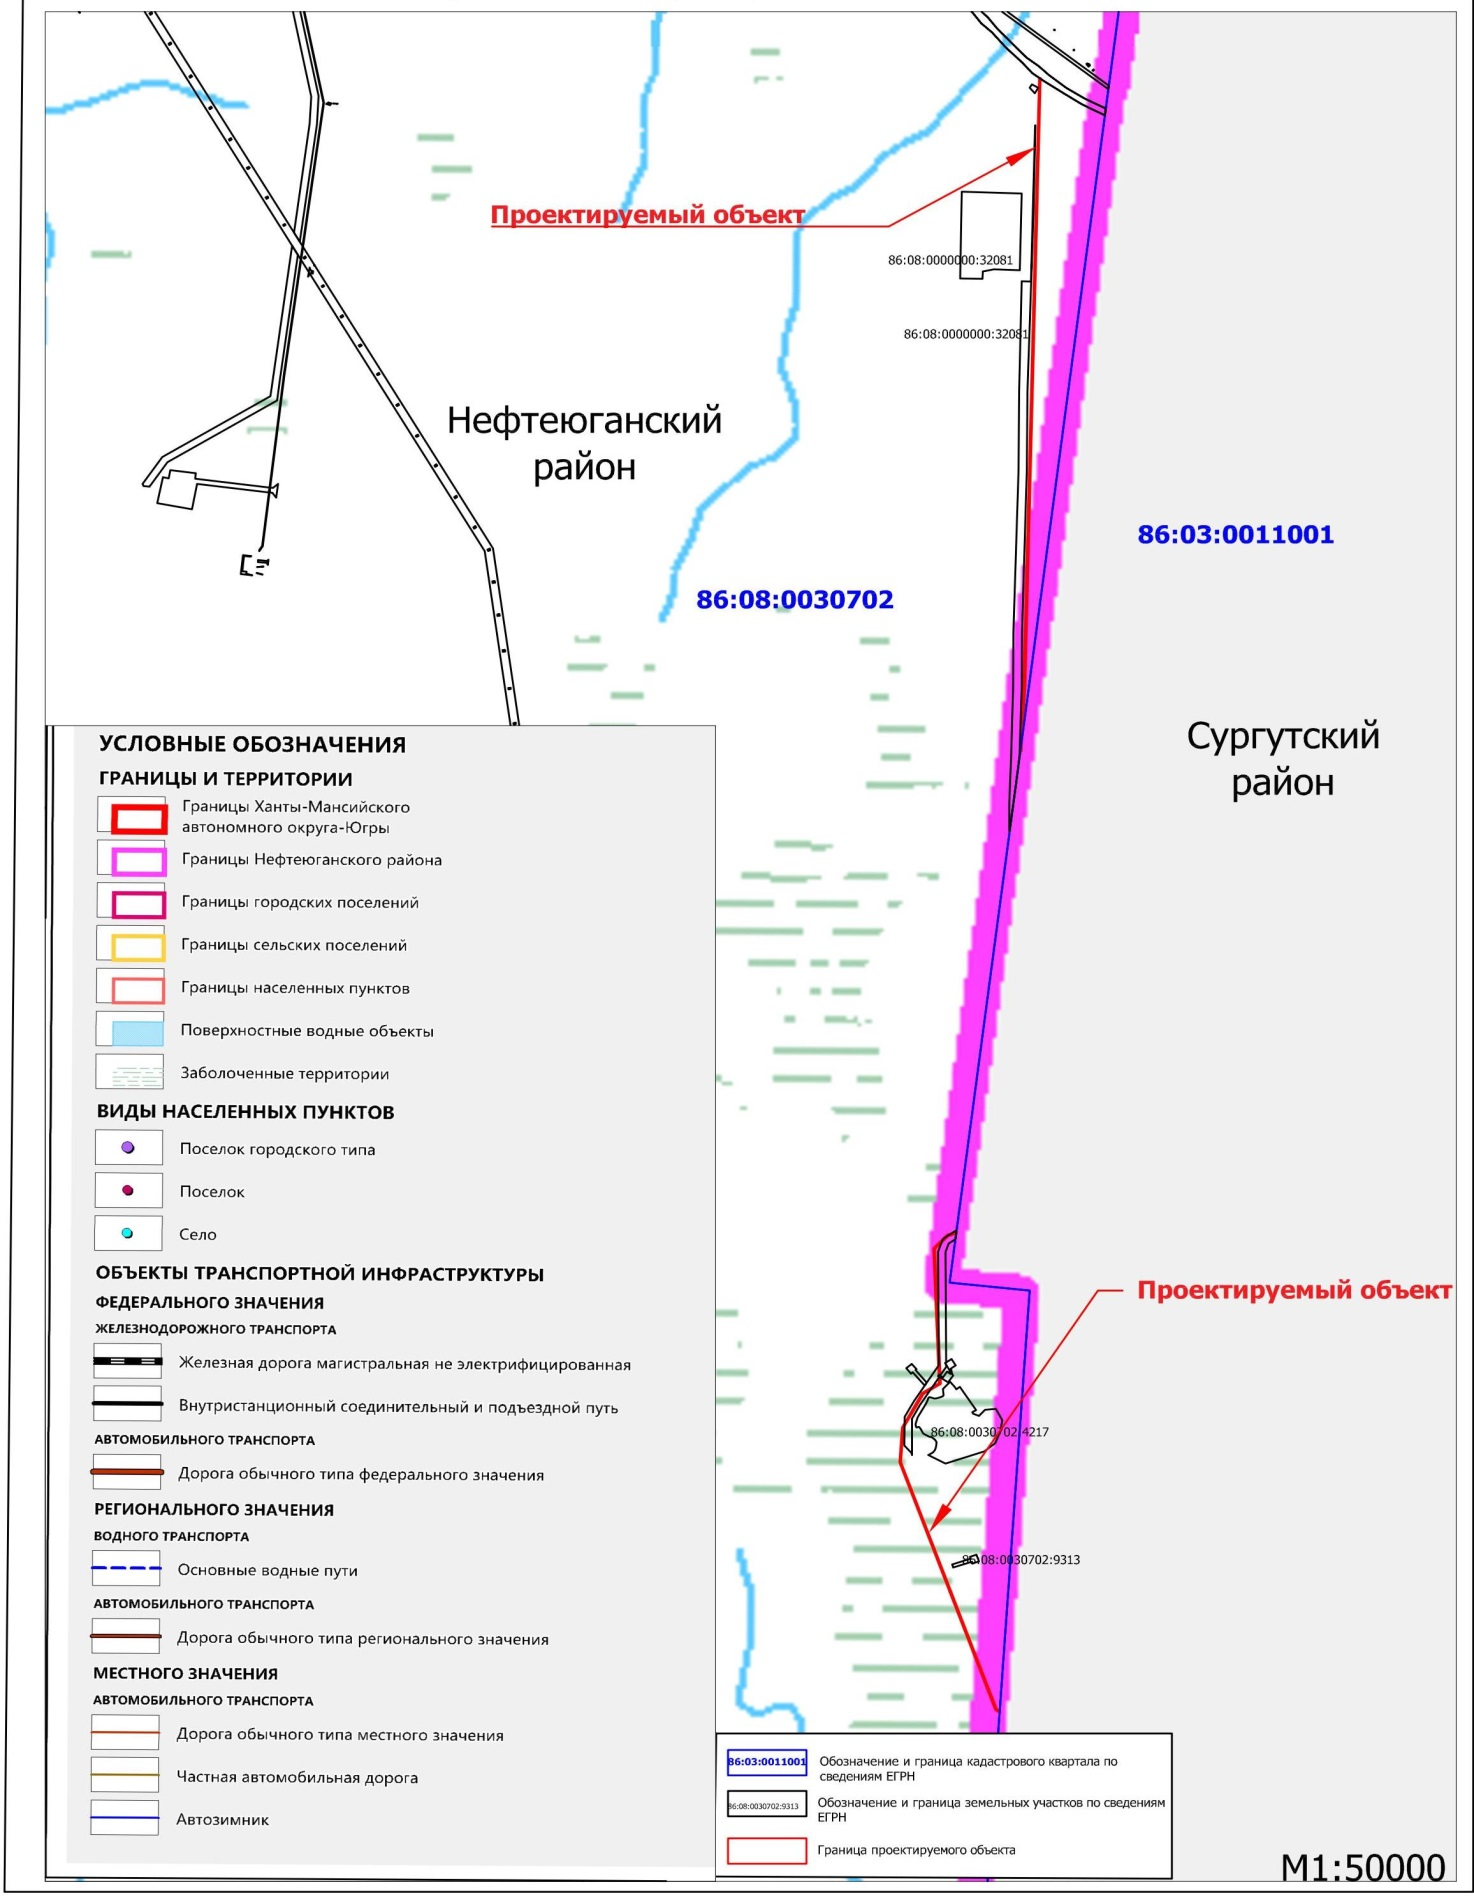 Проектируемый объект
86:08:0000000:32081
86:08:0000000:32081
Нефтеюганский
район
86:03:0011001
86:08:0030702
Сургутский
район
УСЛОВНЫЕ ОБОЗНАЧЕНИЯ
ГРАНИЦЫ И ТЕРРИТОРИИ
Границы Ханты-Мансийского
автономного округа-Югры
Границы Нефтеюганского района
Границы городских поселений
Границы сельских поселений
Границы населенных пунктов
Поверхностные водные объекты
Заболоченные территории
ВИДЫ НАСЕЛЕННЫХ ПУНКТОВ
Поселок городского типа
Поселок
Село
ОБЪЕКТЫ ТРАНСПОРТНОЙ ИНФРАСТРУКТУРЫ
ФЕДЕРАЛЬНОГО ЗНАЧЕНИЯ
ЖЕЛЕЗНОДОРОЖНОГО ТРАНСПОРТА
Железная дорога магистральная не электрифицированная
Внутристанционный соединительный и подъездной путь
АВТОМОБИЛЬНОГО ТРАНСПОРТА
Дорога обычного типа федерального значения
РЕГИОНАЛЬНОГО ЗНАЧЕНИЯ
ВОДНОГО ТРАНСПОРТА
Основные водные пути
АВТОМОБИЛЬНОГО ТРАНСПОРТА
Дорога обычного типа регионального значения
МЕСТНОГО ЗНАЧЕНИЯ
АВТОМОБИЛЬНОГО ТРАНСПОРТА
Дорога обычного типа местного значения
Частная автомобильная дорога
Автозимник
Проектируемый объект
86:08:0030702:4217
86:08:0030702:9313
86:03:0011001
Обозначение и граница кадастрового квартала по
сведениям ЕГРН
86:08:0030702:9313
Обозначение и граница земельных участков по сведениям
ЕГРН
Граница проектируемого объекта
М1:50000